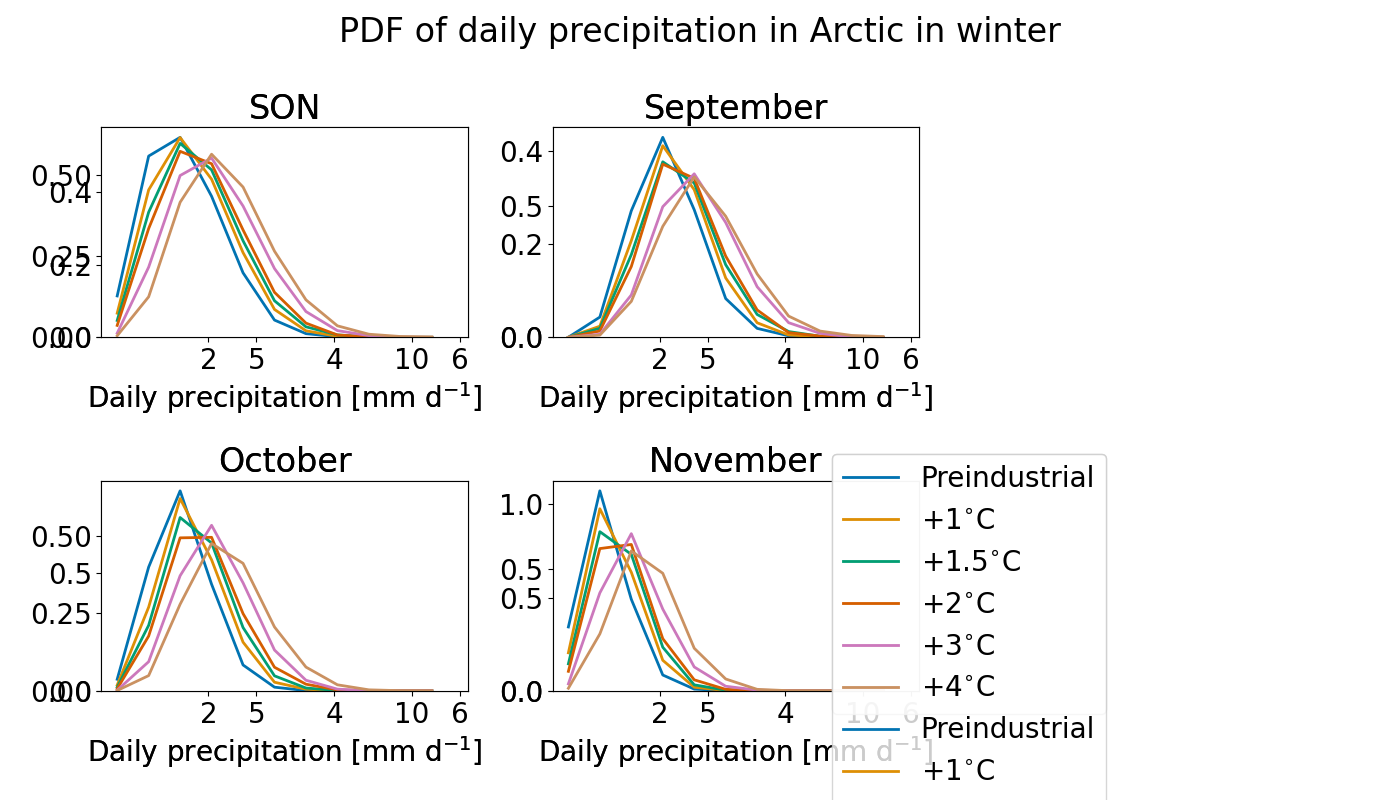 PDF of daily precipitation in Arctic in winter
SON
September
0.50
0.4
0.25
0.2
0.0
2 5 4 10 6
Daily precipitation [mm d⁻¹]
0.4
0.5
0.2
0.0
2 5 4 10 6
Daily precipitation [mm d⁻¹]
October
November
0.50
0.5
0.25
0.0
2 5 4 10 6
Daily precipitation [mm d⁻¹]
1.0
0.5
0.5
0.0
2 5 4 10 6
Daily precipitation [mm d⁻¹]
Preindustrial
+1°C
+1.5°C
+2°C
+3°C
+4°C
Preindustrial
+1°C